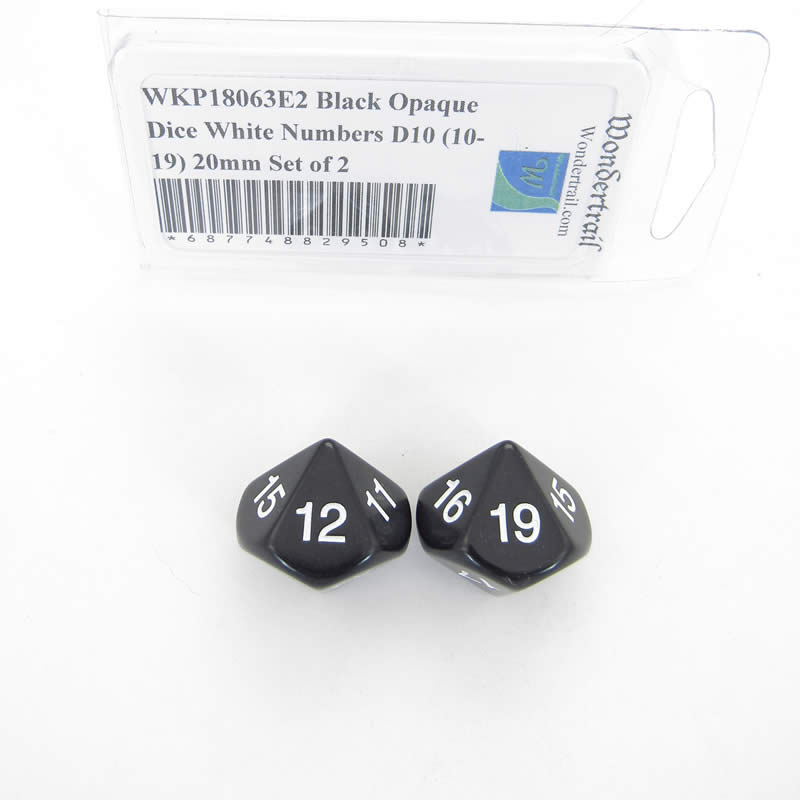 WKP18063E2 Black Opaque
Dice White Numbers D10 (10-
19) 20mm Set of 2
*687748829508*
Wondertrail
Wondertrail.com
W
15 12 11
16 19 15